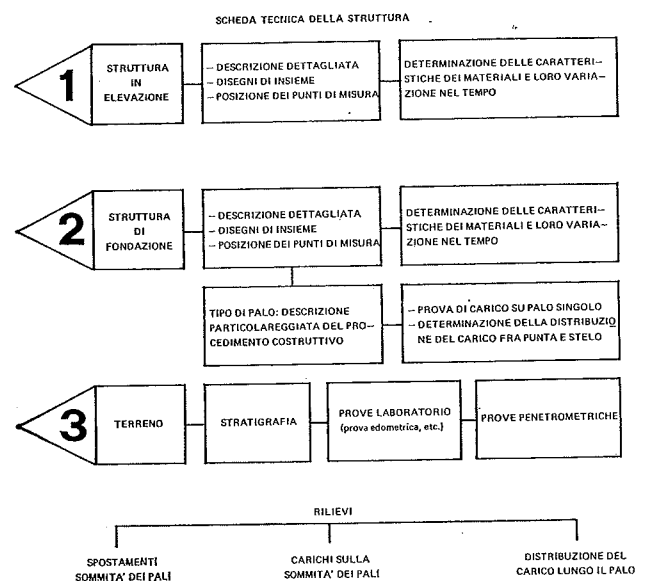 SCHEDA TECNICA DELLA STRUTTURA
1
STRUTTURA
IN
ELEVAZIONE
– DESCRIZIONE DETTAGLIATA
– DISEGNI DI INSIEME
– POSIZIONE DEI PUNTI DI MISURA
DETERMINAZIONE DELLE CARATTERI–
STICHE DEI MATERIALI E LORO VARIA–
ZIONE NEL TEMPO
2
STRUTTURA
DI
FONDAZIONE
– DESCRIZIONE DETTAGLIATA
– DISEGNI DI INSIEME
– POSIZIONE DEI PUNTI DI MISURA
DETERMINAZIONE DELLE CARATTERI–
STICHE DEI MATERIALI E LORO VARIA–
ZIONE NEL TEMPO
TIPO DI PALO: DESCRIZIONE
PARTICOLAREGGIATA DEL PRO–
CEDIMENTO COSTRUTTIVO
– PROVA DI CARICO SU PALO SINGOLO
– DETERMINAZIONE DELLA DISTRIBUZIO
NE DEL CARICO FRA PUNTA E STELO
3
TERRENO
STRATIGRAFIA
PROVE LABORATORIO
(prova edometrica, etc.)
PROVE PENETROMETRICHE
RILIEVI
SPOSTAMENTI
SOMMITA' DEI PALI
CARICHI SULLA
SOMMITA' DEI PALI
DISTRIBUZIONE DEL
CARICO LUNGO IL PALO